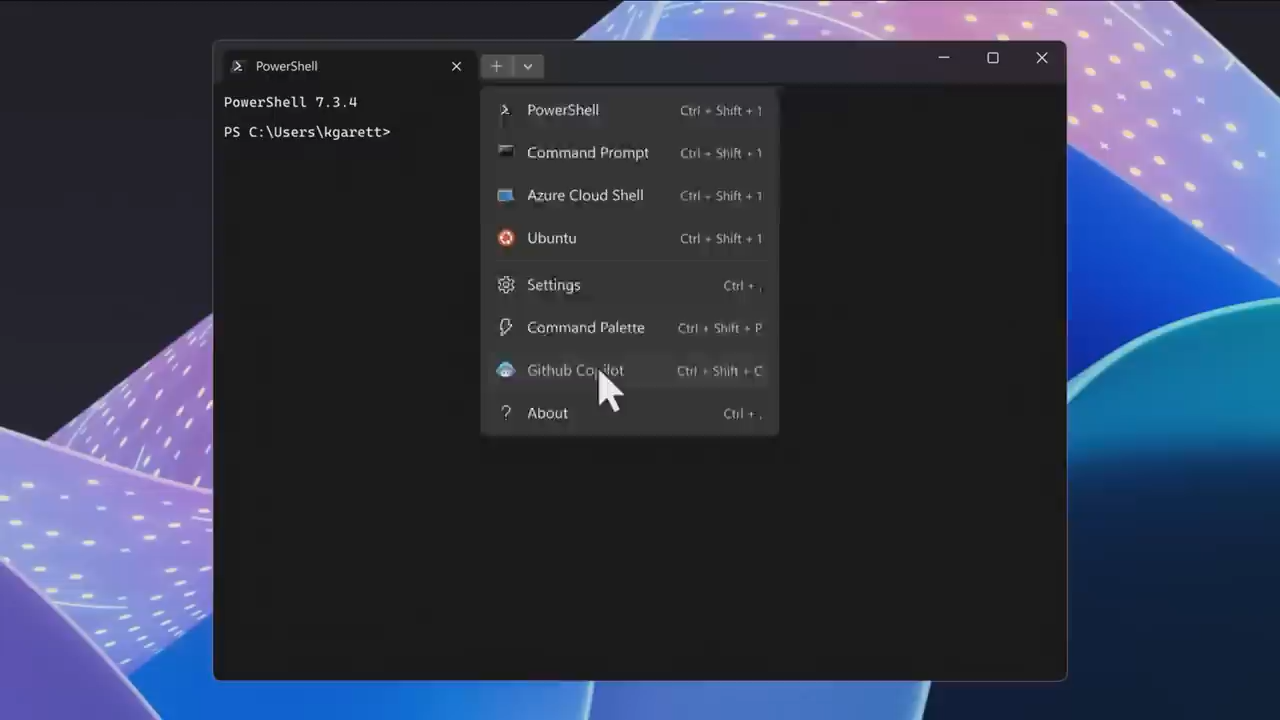 PowerShell
PowerShell 7.3.4
PS C:\Users\kgarett>
PowerShell Ctrl + Shift + 1
Command Prompt Ctrl + Shift + 1
Azure Cloud Shell Ctrl + Shift + 1
Ubuntu Ctrl + Shift + 1
Settings Ctrl + ,
Command Palette Ctrl + Shift + P
Github Copilot Ctrl + Shift + C
? About Ctrl + .